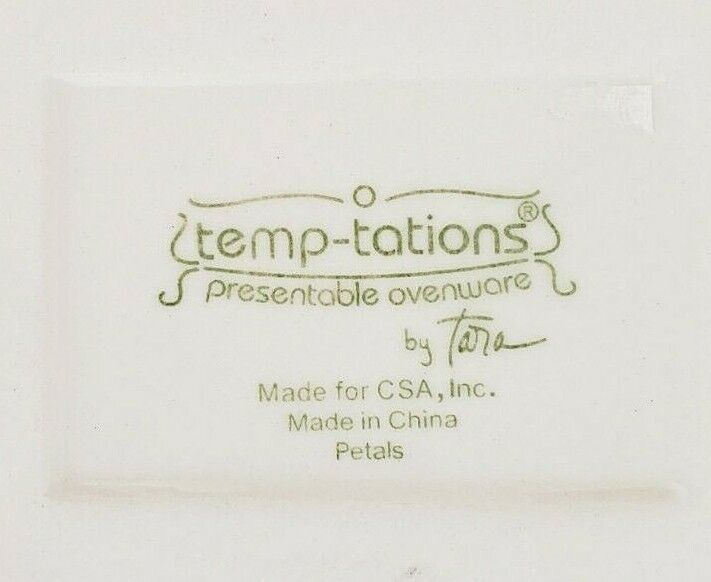 temp-tations®
presentable ovenware
by Tara
Made for CSA, Inc.
Made in China
Petals